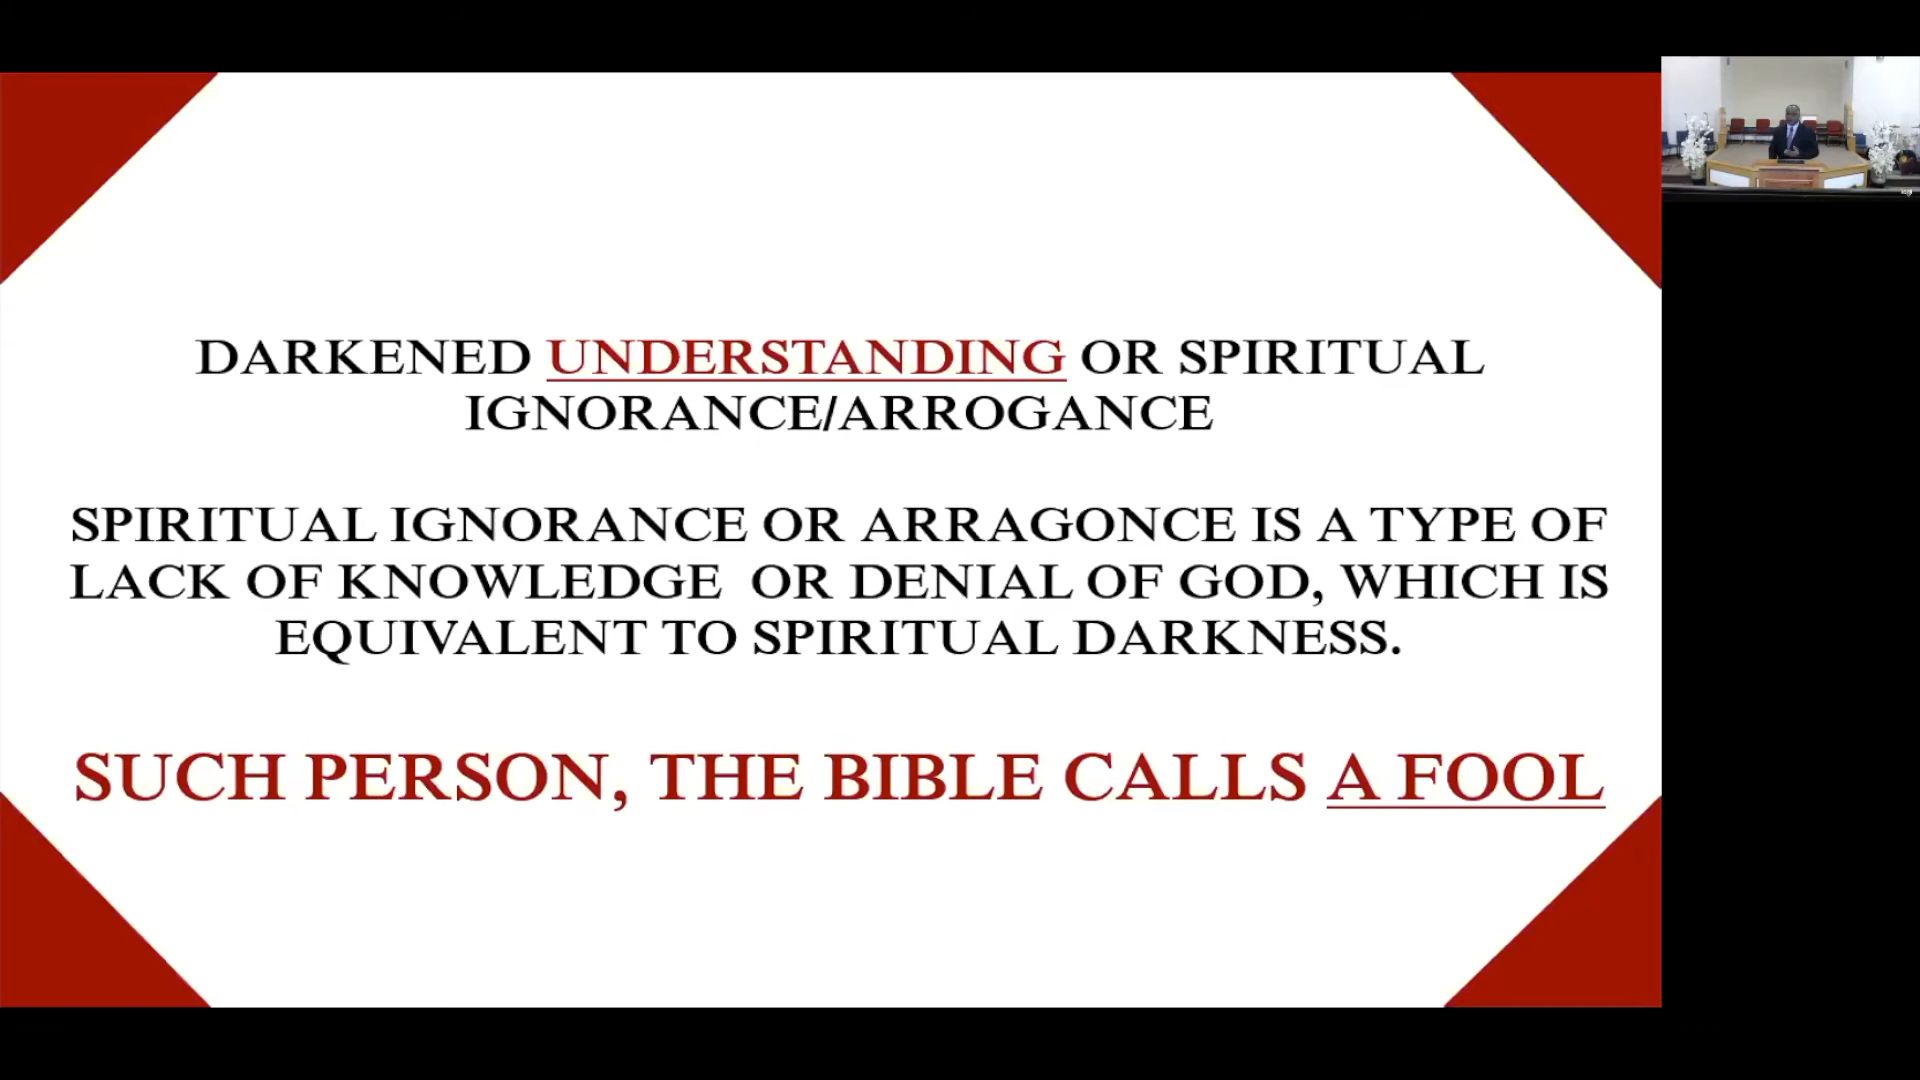 DARKENED UNDERSTANDING OR SPIRITUAL
IGNORANCE/ARROGANCE
SPIRITUAL IGNORANCE OR ARRAGONCE IS A TYPE OF
LACK OF KNOWLEDGE OR DENIAL OF GOD, WHICH IS
EQUIVALENT TO SPIRITUAL DARKNESS.
SUCH PERSON, THE BIBLE CALLS A FOOL